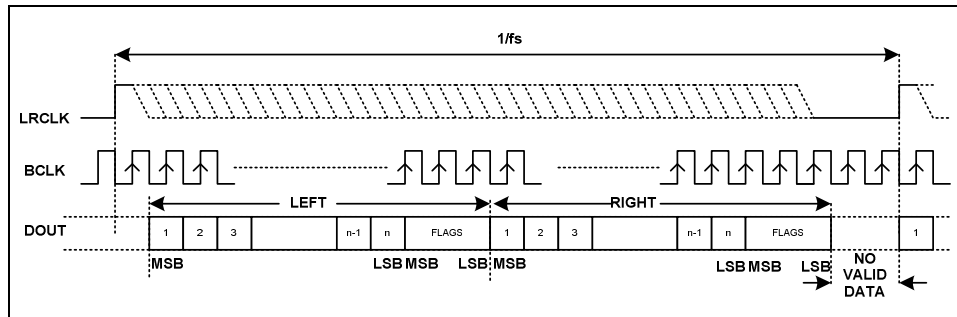 1/fs
LRCLK
BCLK
LEFT RIGHT
DOUT 1 2 3 n-1 n FLAGS 1 2 3 n-1 n FLAGS 1
MSB LSB MSB LSB MSB LSB MSB LSB NO
VALID
DATA